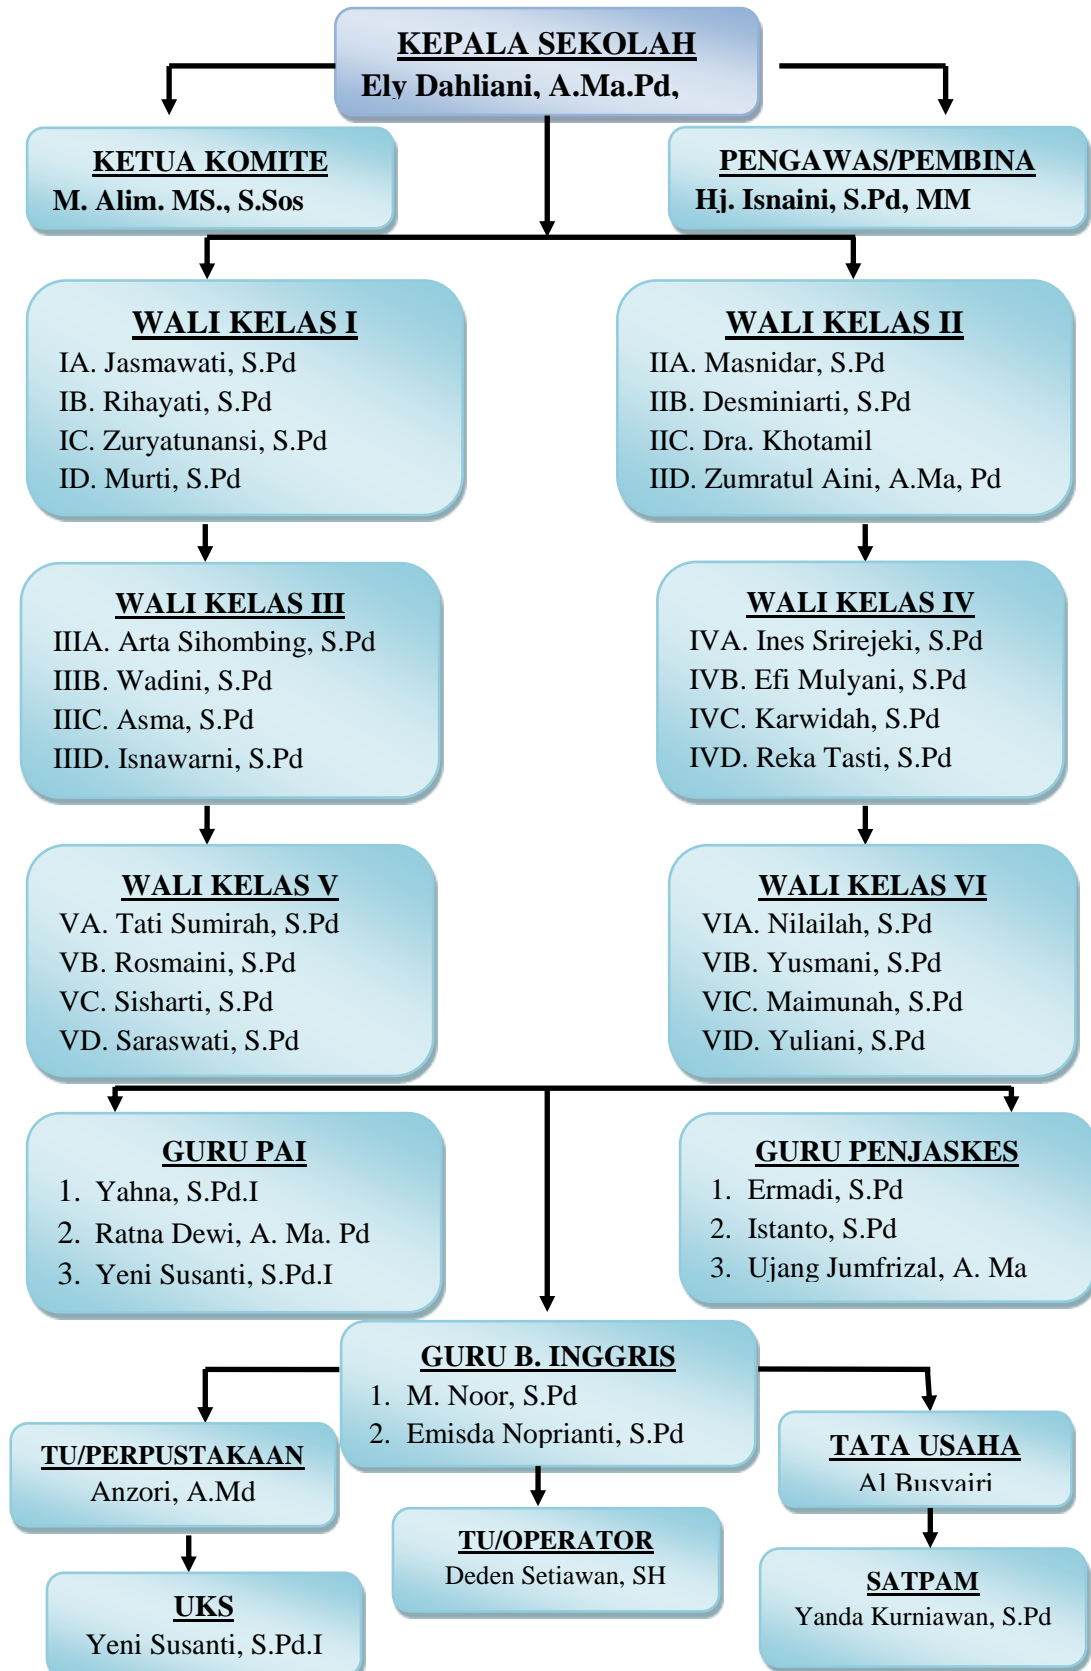 KEPALA SEKOLAH
Ely Dahliani, A.Ma.Pd,
KETUA KOMITE
M. Alim. MS., S.Sos
PENGAWAS/PEMBINA
Hj. Isnaini, S.Pd, MM
WALI KELAS I
IA. Jasmawati, S.Pd
IB. Rihayati, S.Pd
IC. Zuryatunansi, S.Pd
ID. Murti, S.Pd
WALI KELAS II
IIA. Masnidar, S.Pd
IIB. Desminiarti, S.Pd
IIC. Dra. Khotamil
IID. Zumratul Aini, A.Ma, Pd
WALI KELAS III
IIIA. Arta Sihombing, S.Pd
IIIB. Wadini, S.Pd
IIIC. Asma, S.Pd
IIID. Isnawarni, S.Pd
WALI KELAS IV
IVA. Ines Srirejeki, S.Pd
IVB. Efi Mulyani, S.Pd
IVC. Karwidah, S.Pd
IVD. Reka Tasti, S.Pd
WALI KELAS V
VA. Tati Sumirah, S.Pd
VB. Rosmaini, S.Pd
VC. Sisharti, S.Pd
VD. Saraswati, S.Pd
WALI KELAS VI
VIA. Nilailah, S.Pd
VIB. Yusmani, S.Pd
VIC. Maimunah, S.Pd
VID. Yuliani, S.Pd
GURU PAI
1. Yahna, S.Pd.I
2. Ratna Dewi, A. Ma. Pd
3. Yeni Susanti, S.Pd.I
GURU PENJASKES
1. Ermadi, S.Pd
2. Istanto, S.Pd
3. Ujang Jumfrizal, A. Ma
GURU B. INGGRIS
1. M. Noor, S.Pd
2. Emisda Noprianti, S.Pd
TU/PERPUSTAKAAN
Anzori, A.Md
TATA USAHA
Al Busyairi
TU/OPERATOR
Deden Setiawan, SH
UKS
Yeni Susanti, S.Pd.I
SATPAM
Yanda Kurniawan, S.Pd